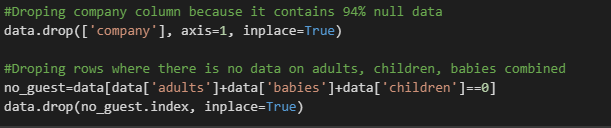 #Dropping company column because it contains 94% null data
data.drop(['company'], axis=1, inplace=True)
#Droping rows where there is no data on adults, children, babies combined
no_guest=data[data['adults']+data['babies']+data['children']==0]
data.drop(no_guest.index, inplace=True)